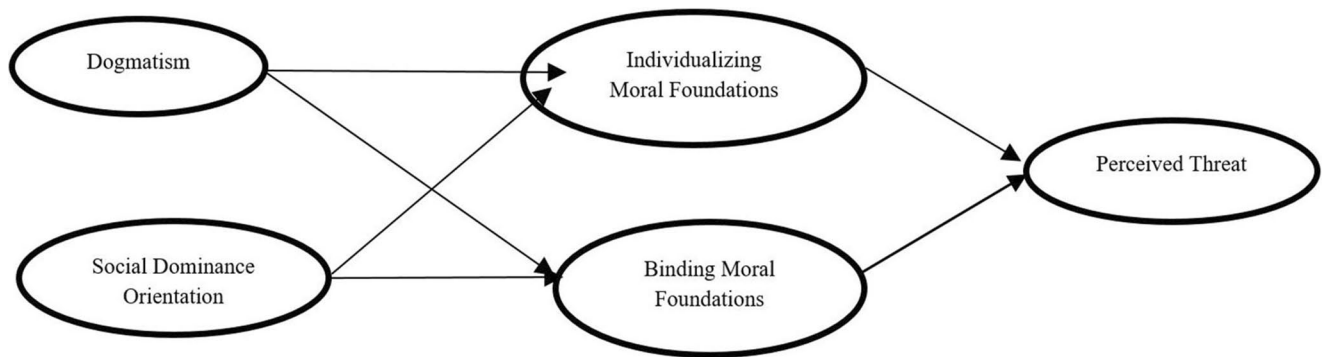 Dogmatism
Individualizing
Moral Foundations
Perceived Threat
Social Dominance
Orientation
Binding Moral
Foundations